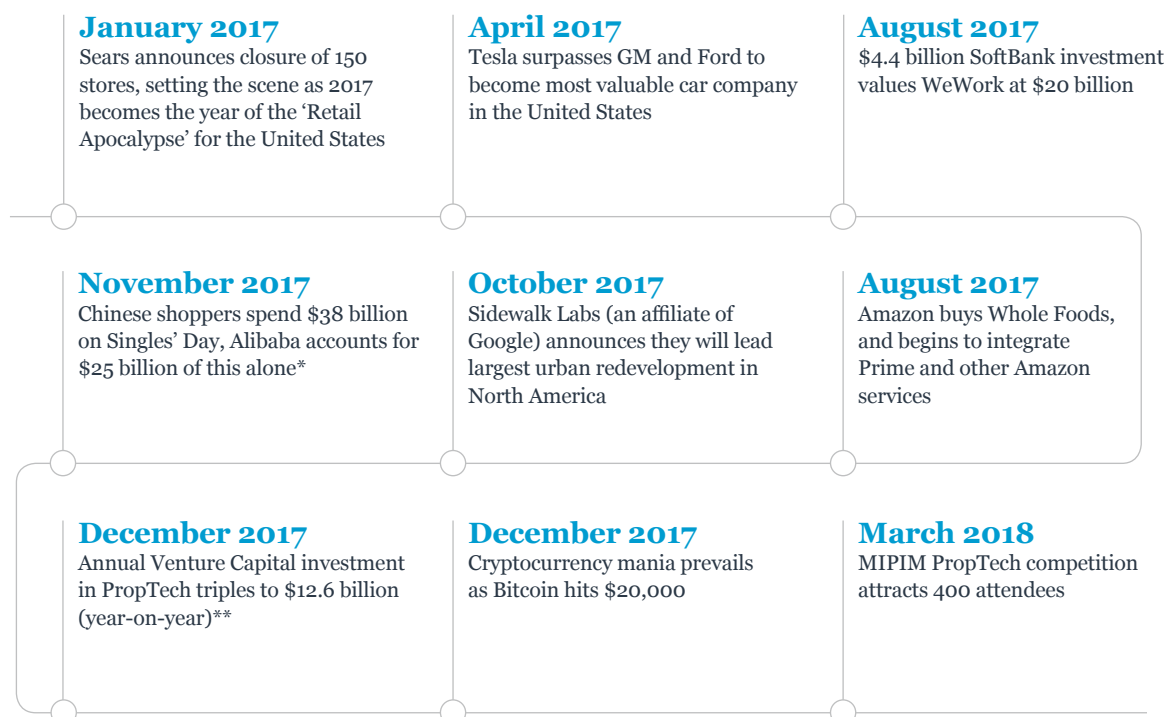 January 2017
Sears announces closure of 150
stores, setting the scene as 2017
becomes the year of the ‘Retail
Apocalypse’ for the United States
April 2017
Tesla surpasses GM and Ford to
become most valuable car company
in the United States
August 2017
$4.4 billion SoftBank investment
values WeWork at $20 billion
August 2017
Amazon buys Whole Foods,
and begins to integrate
Prime and other Amazon
services
October 2017
Sidewalk Labs (an affiliate of
Google) announces they will lead
largest urban redevelopment in
North America
November 2017
Chinese shoppers spend $38 billion
on Singles’ Day, Alibaba accounts for
$25 billion of this alone*
December 2017
Annual Venture Capital investment
in PropTech triples to $12.6 billion
(year-on-year)**
December 2017
Cryptocurrency mania prevails
as Bitcoin hits $20,000
March 2018
MIPIM PropTech competition
attracts 400 attendees